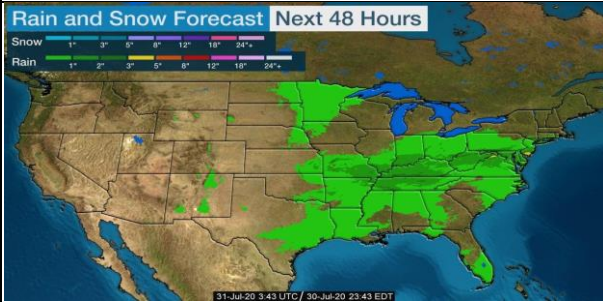 Rain and Snow Forecast Next 48 Hours
Snow
1" 3" 5" 8" 12" 18" 24"+
Rain
1" 2" 3" 5" 8" 12" 18" 24"+
31-Jul-20 3:43 UTC / 30-Jul-20 23:43 EDT